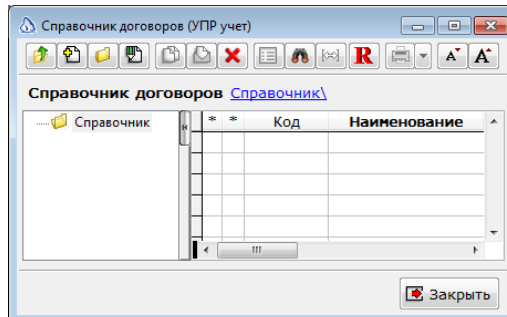 Справочник договоров (УПР учет)
R A A
Справочник договоров Справочник\
Справочник * * Код Наименование
Закрыть